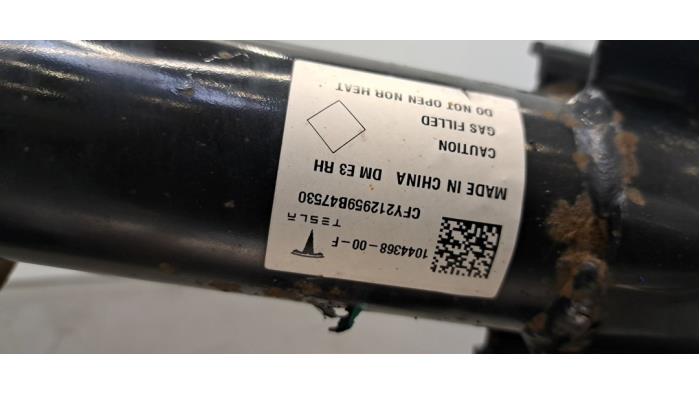 1044368-00-F
TESLA
CFY212959B47530
MADE IN CHINA DM E3 RH
CAUTION
GAS FILLED
DO NOT OPEN NOR HEAT